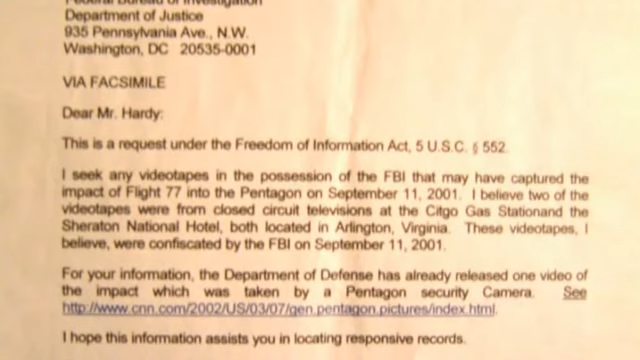 Federal Bureau of Investigation
Department of Justice
935 Pennsylvania Ave., N.W.
Washington, DC 20535-0001
VIA FACSIMILE
Dear Mr. Hardy:
This is a request under the Freedom of Information Act, 5 U.S.C. § 552.
I seek any videotapes in the possession of the FBI that may have captured the
impact of Flight 77 into the Pentagon on September 11, 2001. I believe two of the
videotapes were from closed circuit televisions at the Citgo Gas Stationand the
Sheraton National Hotel, both located in Arlington, Virginia. These videotapes, I
believe, were confiscated by the FBI on September 11, 2001.
For your information, the Department of Defense has already released one video of
the impact which was taken by a Pentagon security Camera. See
http://www.cnn.com/2002/US/03/07/gen.pentagon.pictures/index.html.
I hope this information assists you in locating responsive records.